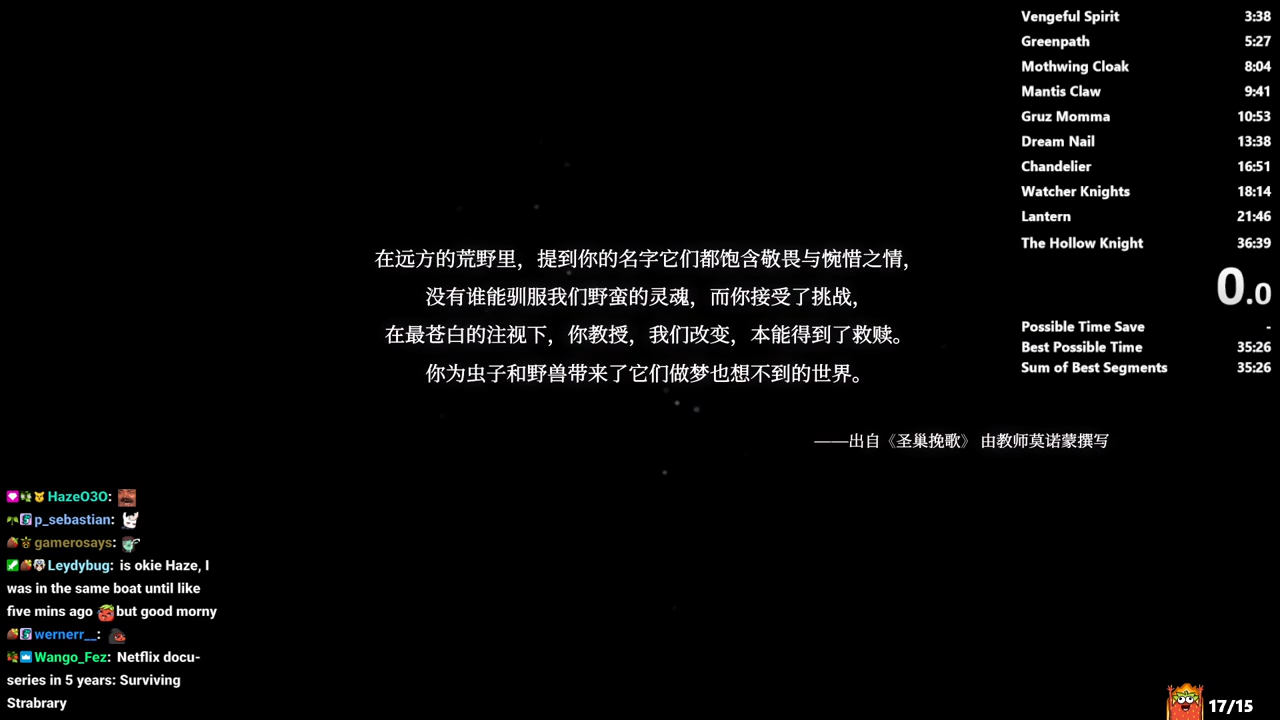 Vengeful Spirit 3:38
Greenpath 5:27
Mothwing Cloak 8:04
Mantis Claw 9:41
Gruz Momma 10:53
Dream Nail 13:38
Chandelier 16:51
Watcher Knights 18:14
Lantern 21:46
The Hollow Knight 36:39
0.0
Possible Time Save -
Best Possible Time 35:26
Sum of Best Segments 35:26
在远方的荒野里，提到你的名字它们都饱含敬畏与惋惜之情，
没有谁能驯服我们野蛮的灵魂，而你接受了挑战，
在最苍白的注视下，你教授，我们改变，本能得到了救赎。
你为虫子和野兽带来了它们做梦也想不到的世界。
——出自《圣巢挽歌》 由教师莫诺蒙撰写
HazeO3O:
p_sebastian:
gamerosays:
Leydybug: is okie Haze, I
was in the same boat until like
five mins ago but good morny
wernerr__:
Wango_Fez: Netflix docu-
series in 5 years: Surviving
Strabrary
17/15